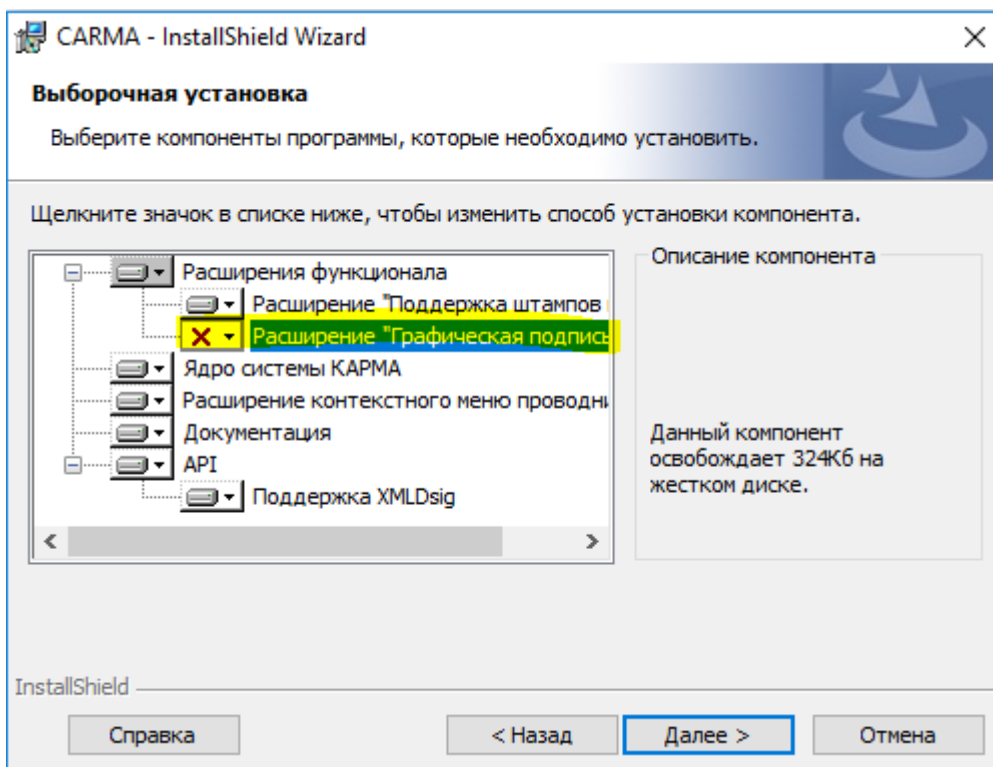 CARMA - InstallShield Wizard
Выборочная установка
Выберите компоненты программы, которые необходимо установить.
Щелкните значок в списке ниже, чтобы изменить способ установки компонента.
Расширения функционала
Расширение "Поддержка штампов
Расширение "Графическая подпись
Ядро системы КАРМА
Расширение контекстного меню проводни
Документация
API
Поддержка XMLDsig
Описание компонента
Данный компонент
освобождает 324Кб на
жестком диске.
InstallShield
Справка
< Назад
Далее >
Отмена